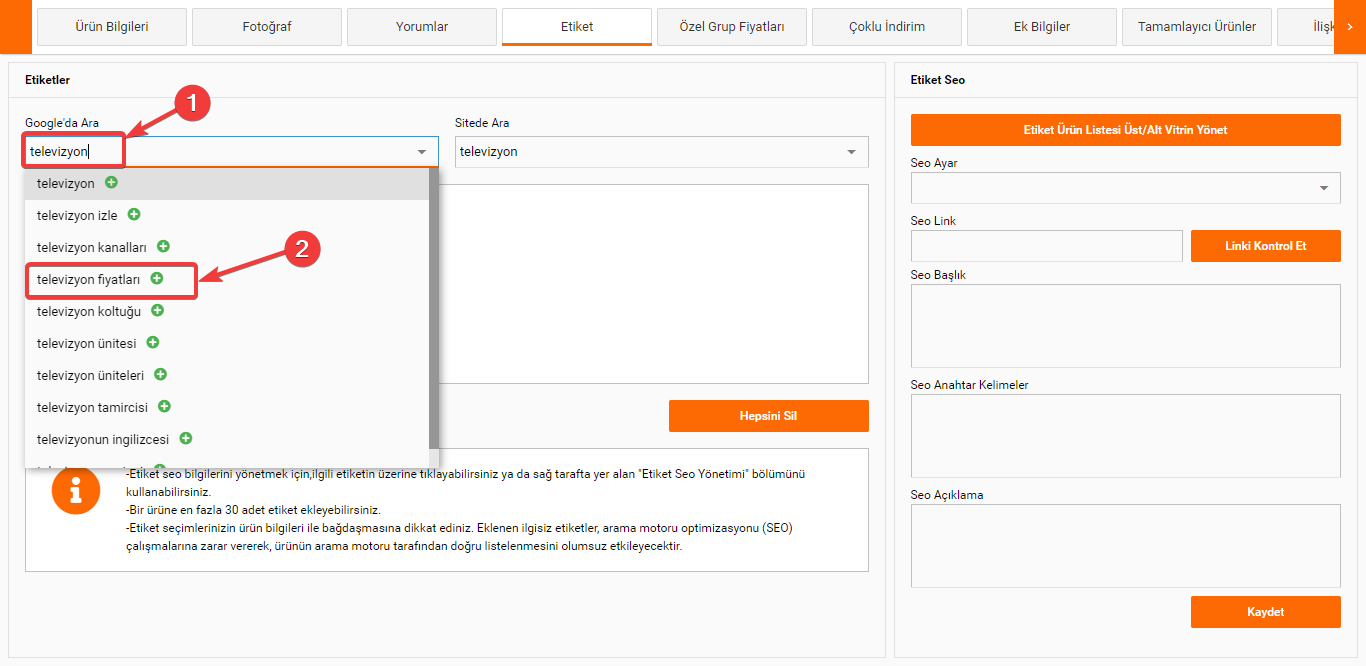 Ürün Bilgileri
Fotoğraf
Yorumlar
Etiket
Özel Grup Fiyatları
Çoklu İndirim
Ek Bilgiler
Tamamlayıcı Ürünler
İlişk
Etiketler
1
Google'da Ara
televizyon
Sitede Ara
televizyon
televizyon
televizyon izle
televizyon kanalları
2
televizyon fiyatları
televizyon koltuğu
televizyon ünitesi
televizyon üniteleri
televizyon tamircisi
televizyonun ingilizcesi
Hepsini Sil
-Etiket seo bilgilerini yönetmek için,ilgili etiketin üzerine tıklayabilirsiniz ya da sağ tarafta yer alan "Etiket Seo Yönetimi" bölümünü
kullanabilirsiniz.
-Bir ürüne en fazla 30 adet etiket ekleyebilirsiniz.
-Etiket seçimlerinizin ürün bilgileri ile bağdaşmasına dikkat ediniz. Eklenen ilgisiz etiketler, arama motoru optimizasyonu (SEO)
çalışmalarına zarar vererek, ürünün arama motoru tarafından doğru listelenmesini olumsuz etkileyecektir.
Etiket Seo
Etiket Ürün Listesi Üst/Alt Vitrin Yönet
Seo Ayar
Seo Link
Linki Kontrol Et
Seo Başlık
Seo Anahtar Kelimeler
Seo Açıklama
Kaydet